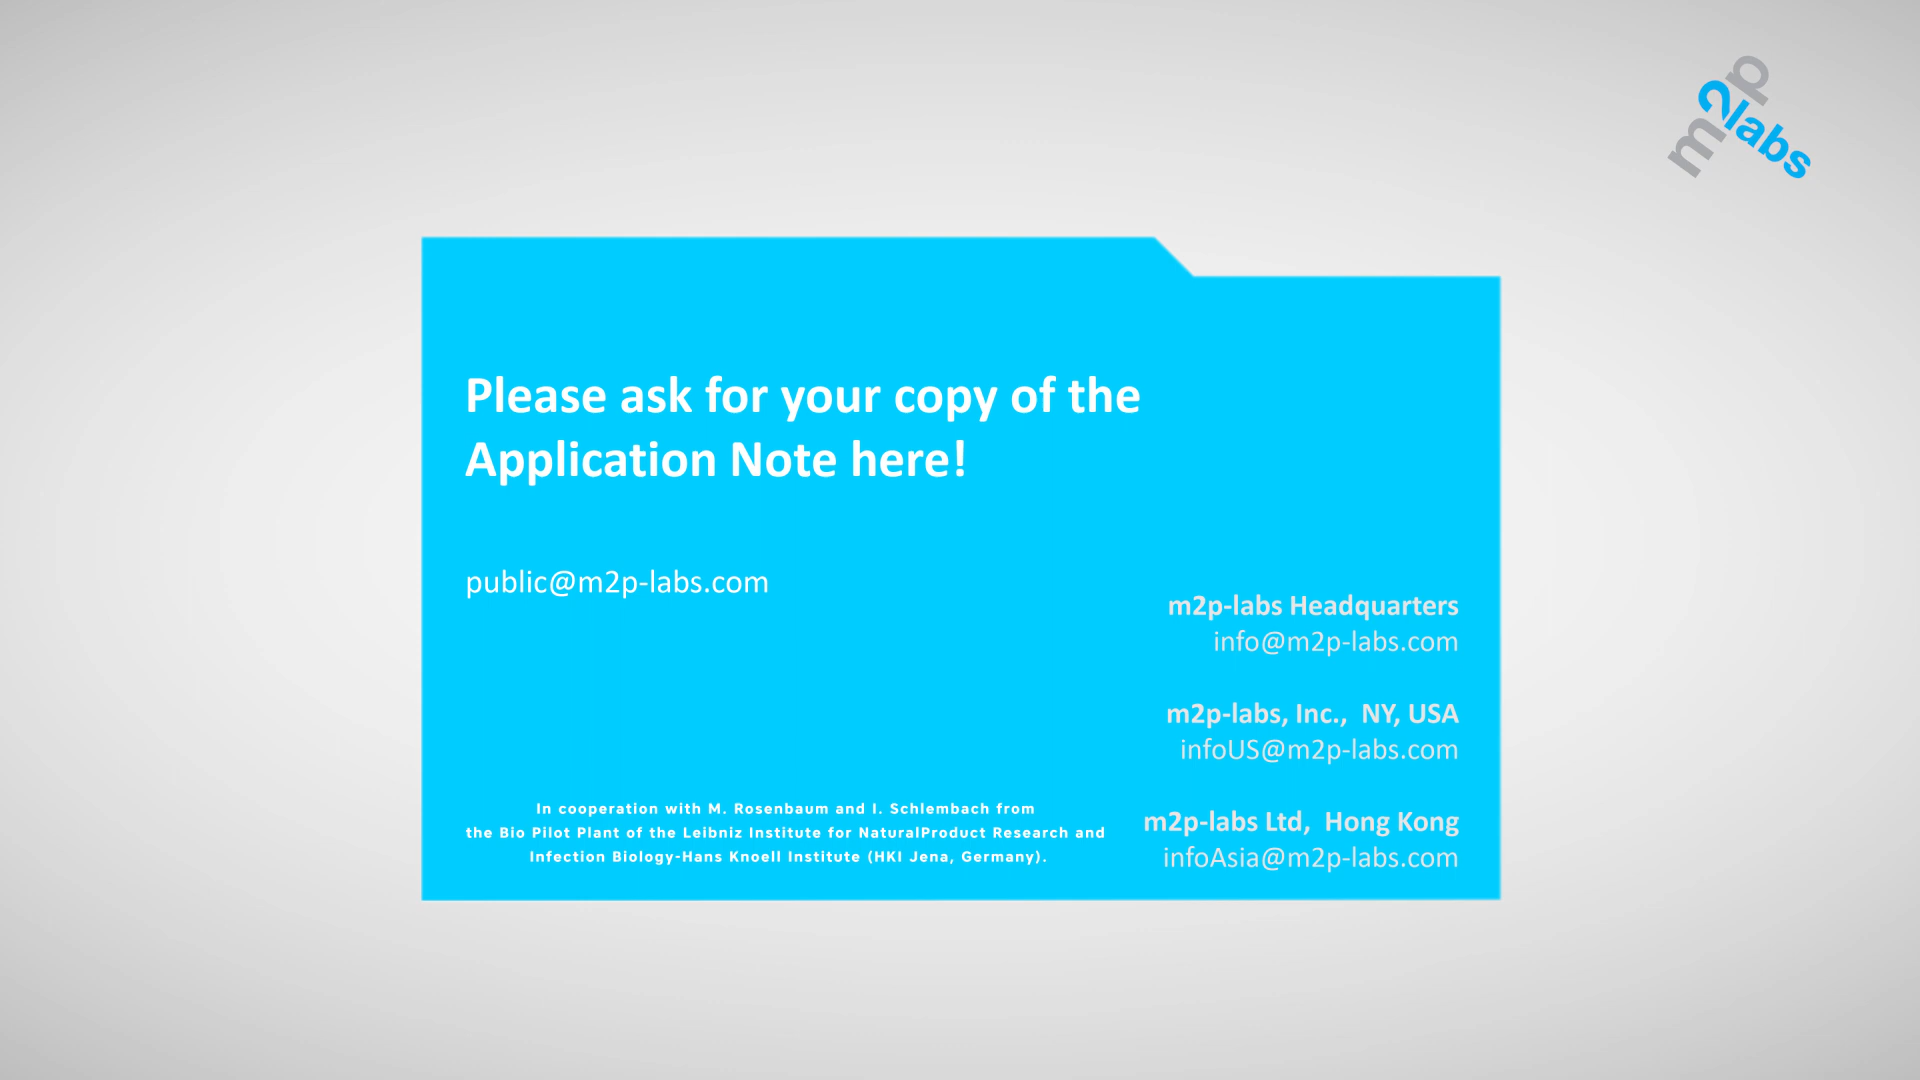 m2p
labs
Please ask for your copy of the
Application Note here!
public@m2p-labs.com
m2p-labs Headquarters
info@m2p-labs.com
m2p-labs, Inc.,  NY, USA
infoUS@m2p-labs.com
m2p-labs Ltd,  Hong Kong
infoAsia@m2p-labs.com
In cooperation with M. Rosenbaum and I. Schlembach from
the Bio Pilot Plant of the Leibniz Institute for NaturalProduct Research and
Infection Biology-Hans Knoell Institute (HKI Jena, Germany).